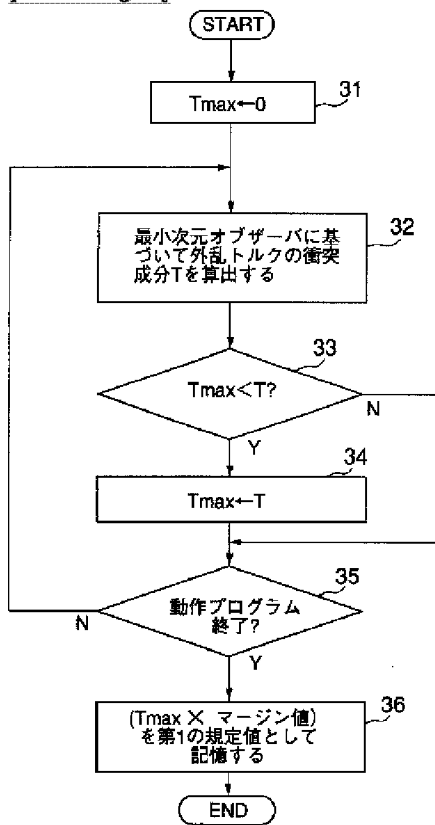 START
31
Tmax←0
32
最小次元オブザーバに基
づいて外乱トルクの衝突
成分Tを算出する
33
Tmax<T?
N
Y
34
Tmax←T
35
動作プログラム
終了?
N
Y
36
(Tmax × マージン値)
を第1の規定値として
記憶する
END